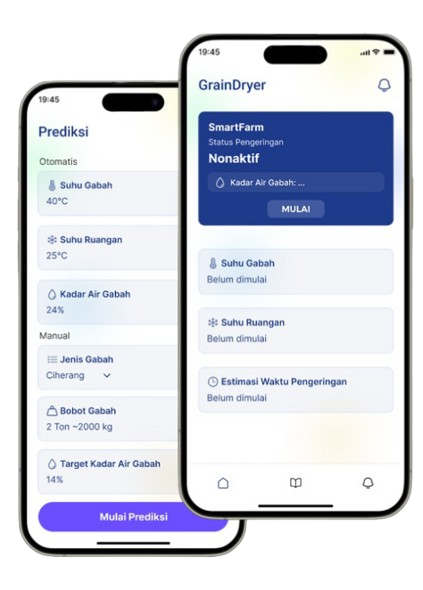 19:45
Prediksi
Otomatis
Suhu Gabah
40°C
Suhu Ruangan
25°C
Kadar Air Gabah
24%
Manual
Jenis Gabah
Ciherang
Bobot Gabah
2 Ton ~2000 kg
Target Kadar Air Gabah
14%
Mulai Prediksi
19:45
GrainDryer
SmartFarm
Status Pengeringan
Nonaktif
Kadar Air Gabah: ...
MULAI
Suhu Gabah
Belum dimulai
Suhu Ruangan
Belum dimulai
Estimasi Waktu Pengeringan
Belum dimulai